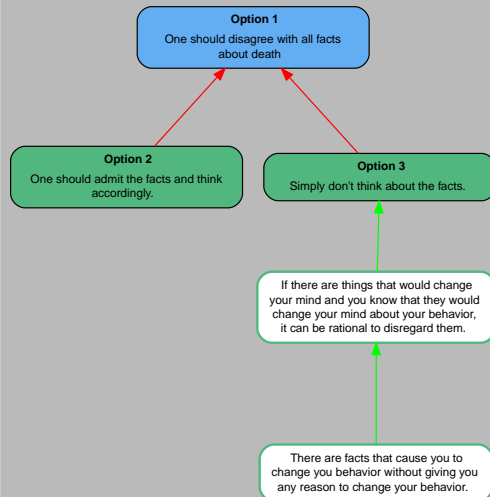 Option 1
One should disagree with all facts
about death
Option 2
One should admit the facts and think
accordingly.
Option 3
Simply don't think about the facts.
If there are things that would change
your mind and you know that they would
change your mind about your behavior,
it can be rational to disregard them.
There are facts that cause you to
change you behavior without giving you
any reason to change your behavior.